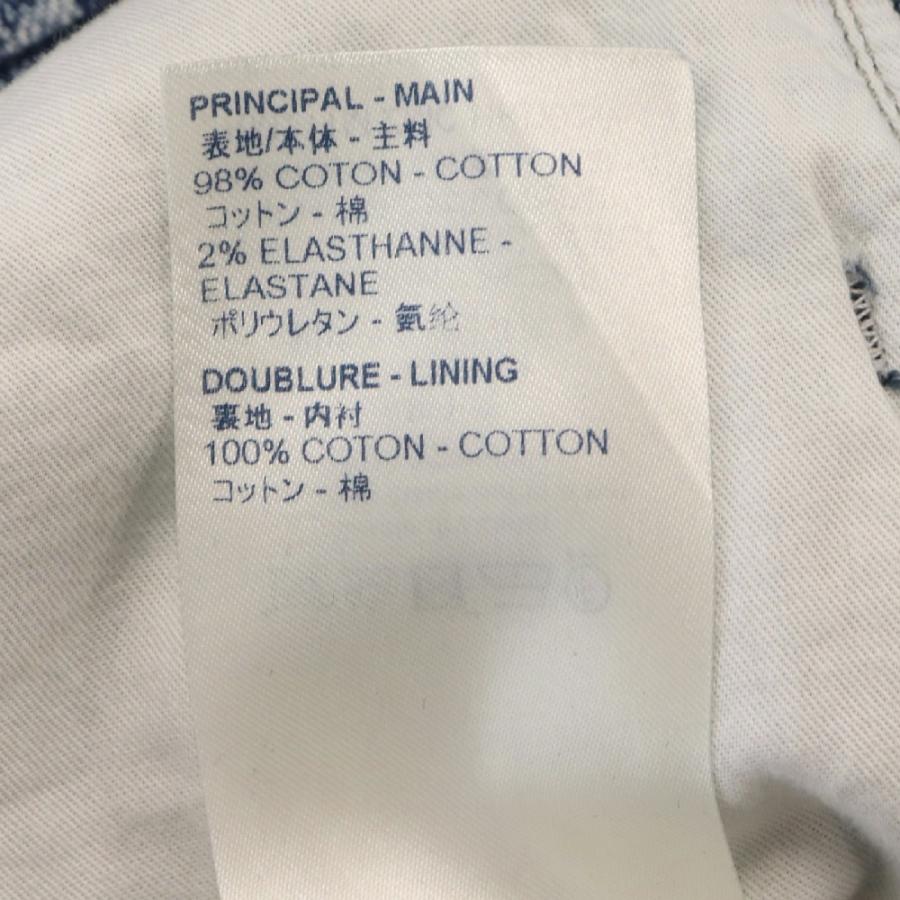 PRINCIPAL - MAIN
表地/本体 - 主料
98% COTON - COTTON
コットン - 棉
2% ELASTHANNE -
ELASTANE
ポリウレタン - 氨纶
DOUBLURE - LINING
裏地 - 内衬
100% COTON - COTTON
コットン - 棉